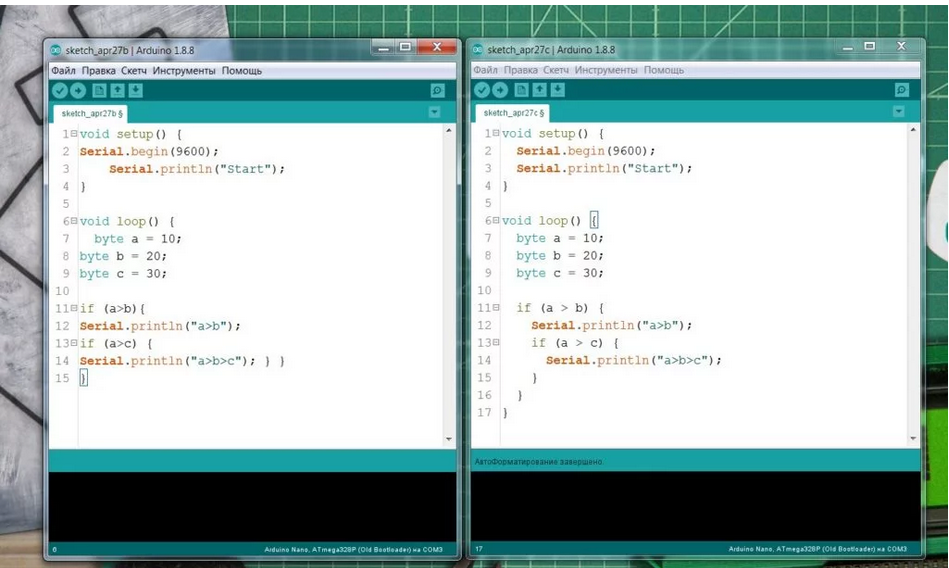 sketch_apr27b | Arduino 1.8.8
Файл Правка Скетч Инструменты Помощь
sketch_apr27b §
1 void setup() {
2 Serial.begin(9600);
3 Serial.println("Start");
4 }
5
6 void loop() {
7 byte a = 10;
8 byte b = 20;
9 byte c = 30;
10
11 if (a>b){
12 Serial.println("a>b");
13 if (a>c) {
14 Serial.println("a>b>c"); } }
15 }
6
Arduino Nano, ATmega328P (Old Bootloader) на COM3
sketch_apr27c | Arduino 1.8.8
Файл Правка Скетч Инструменты Помощь
sketch_apr27c §
1 void setup() {
2 Serial.begin(9600);
3 Serial.println("Start");
4 }
5
6 void loop() {
7 byte a = 10;
8 byte b = 20;
9 byte c = 30;
10
11 if (a > b) {
12 Serial.println("a>b");
13 if (a > c) {
14 Serial.println("a>b>c");
15 }
16 }
17 }
АвтоФорматирование завершено.
17
Arduino Nano, ATmega328P (Old Bootloader) на COM3